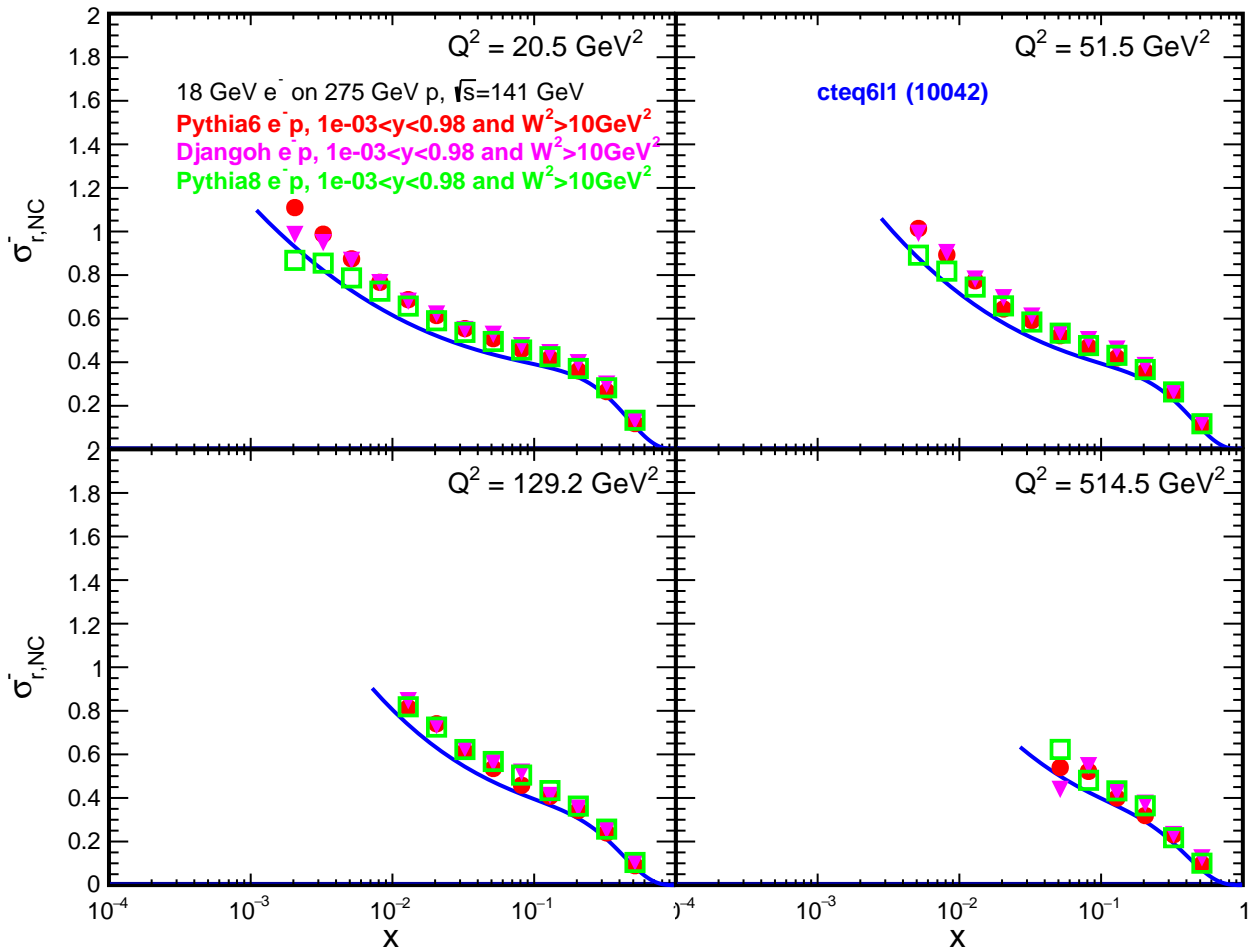 Q² = 20.5 GeV²
18 GeV e⁻ on 275 GeV p, √s=141 GeV
Pythia6 e⁻p, 1e-03<y<0.98 and W²>10GeV²
Djangoh e⁻p, 1e-03<y<0.98 and W²>10GeV²
Pythia8 e⁻p, 1e-03<y<0.98 and W²>10GeV²
2
1.8
1.6
1.4
1.2
1
0.8
0.6
0.4
0.2
σ⁻r,NC
Q² = 51.5 GeV²
cteq6l1 (10042)
Q² = 129.2 GeV²
2
2
1.8
1.6
1.4
1.2
1
0.8
0.6
0.4
0.2
0
σ⁻r,NC
10⁻⁴
10⁻³
10⁻²
10⁻¹
x
Q² = 514.5 GeV²
0⁻⁴
10⁻³
10⁻²
10⁻¹
1
x